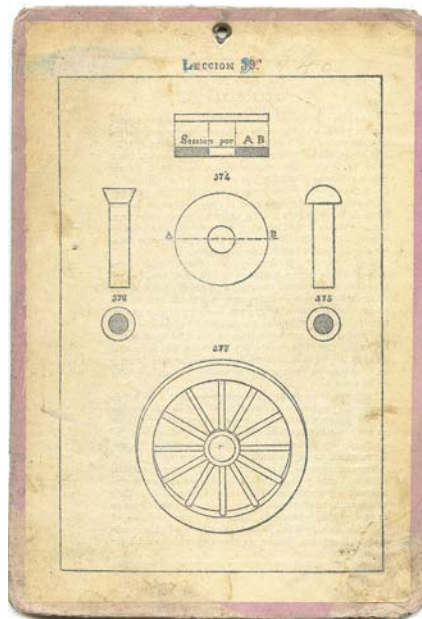 LECCION 39.ª
Seccion por A B
374
A B
376 375
377